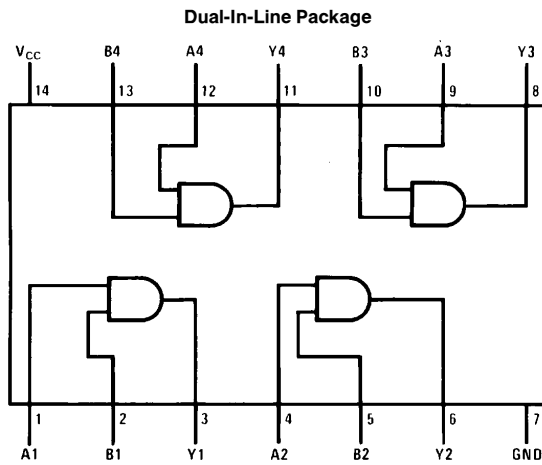 Dual-In-Line Package
VCC B4 A4 Y4 B3 A3 Y3
14 13 12 11 10 9 8
1 2 3 4 5 6 7
A1 B1 Y1 A2 B2 Y2 GND